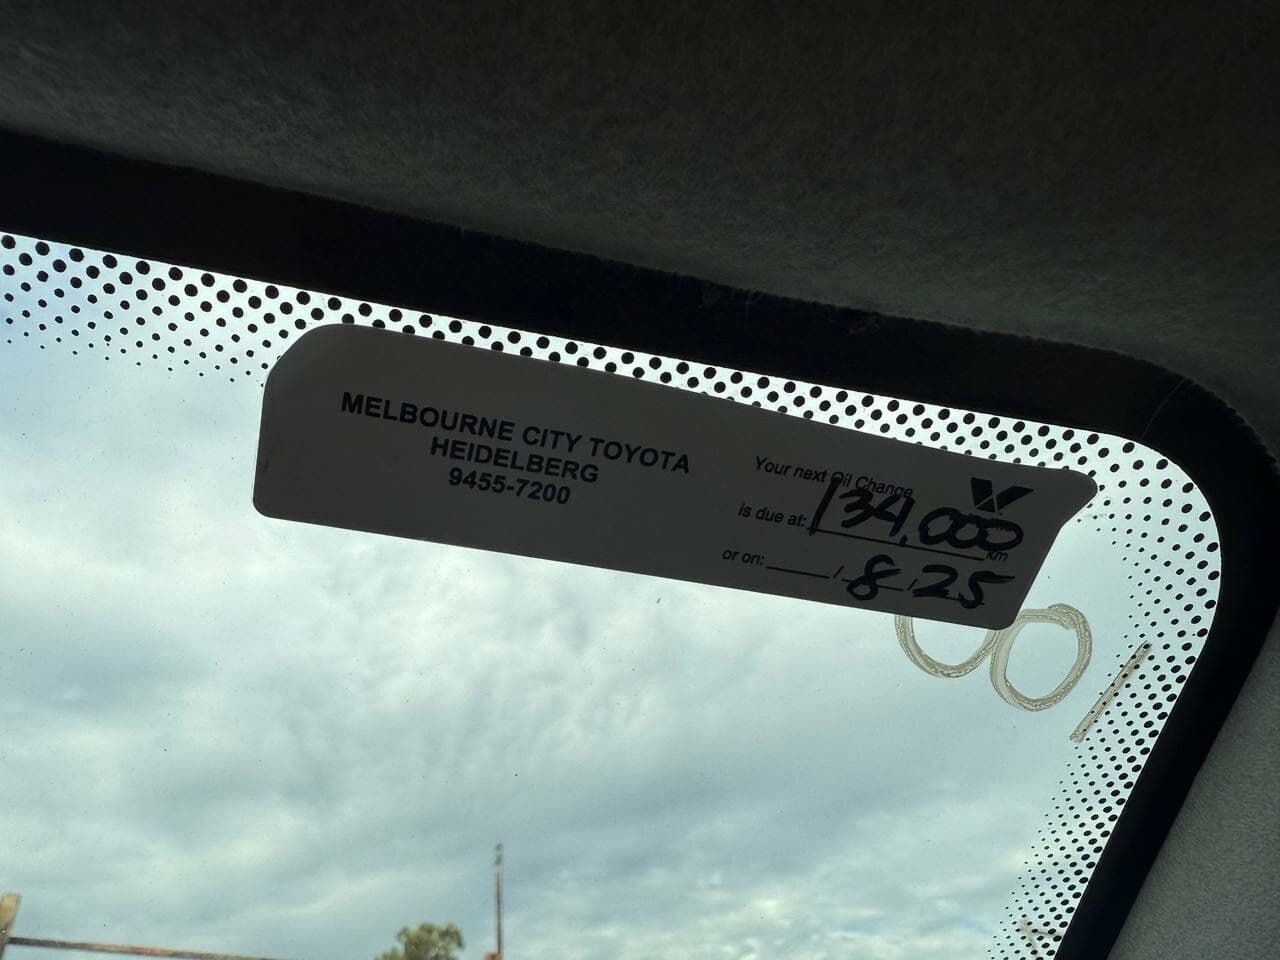 MELBOURNE CITY TOYOTA
HEIDELBERG
9455-7200
Your next Oil Change
is due at: 134,000 km
or on: / 8 / 25
001